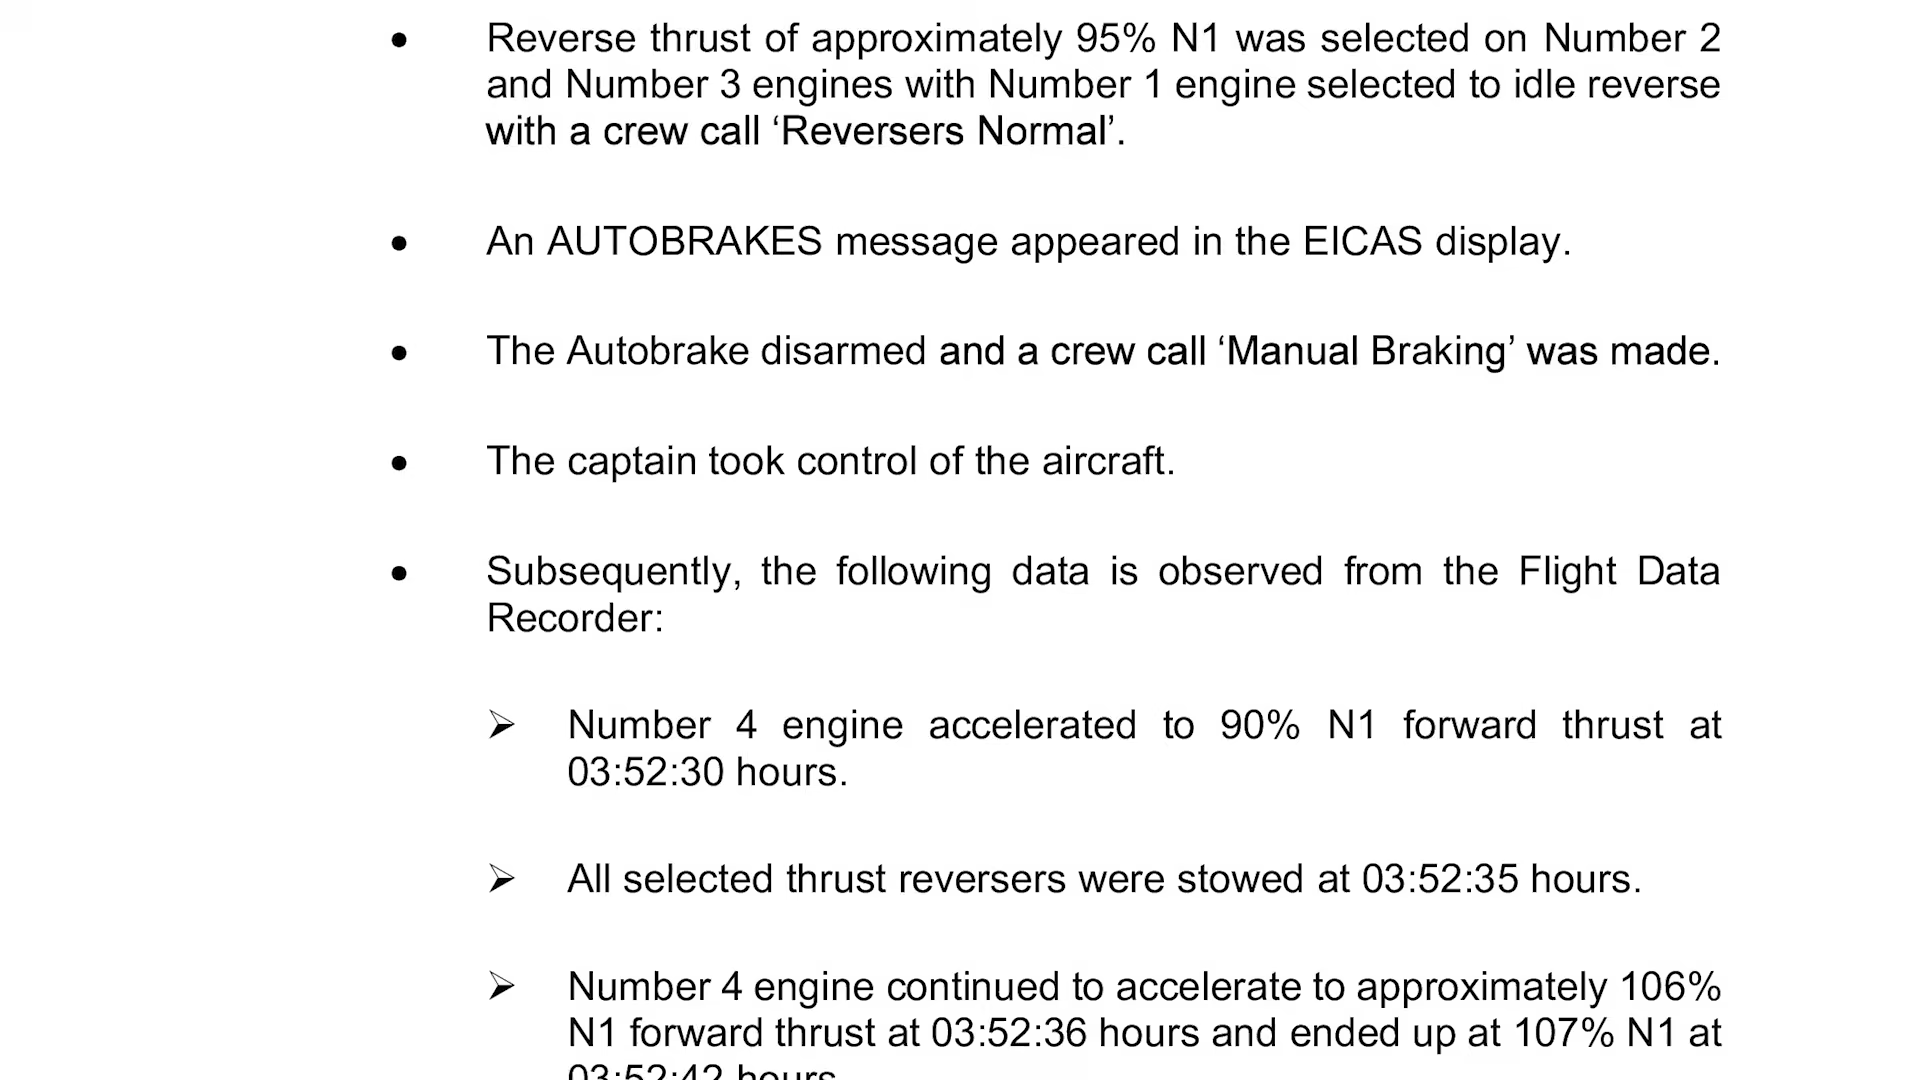 • Reverse thrust of approximately 95% N1 was selected on Number 2
and Number 3 engines with Number 1 engine selected to idle reverse
with a crew call ‘Reversers Normal’.
• An AUTOBRAKES message appeared in the EICAS display.
• The Autobrake disarmed and a crew call ‘Manual Braking’ was made.
• The captain took control of the aircraft.
• Subsequently, the following data is observed from the Flight Data
Recorder:
➢ Number 4 engine accelerated to 90% N1 forward thrust at
03:52:30 hours.
➢ All selected thrust reversers were stowed at 03:52:35 hours.
➢ Number 4 engine continued to accelerate to approximately 106%
N1 forward thrust at 03:52:36 hours and ended up at 107% N1 at
03:52:42 hours